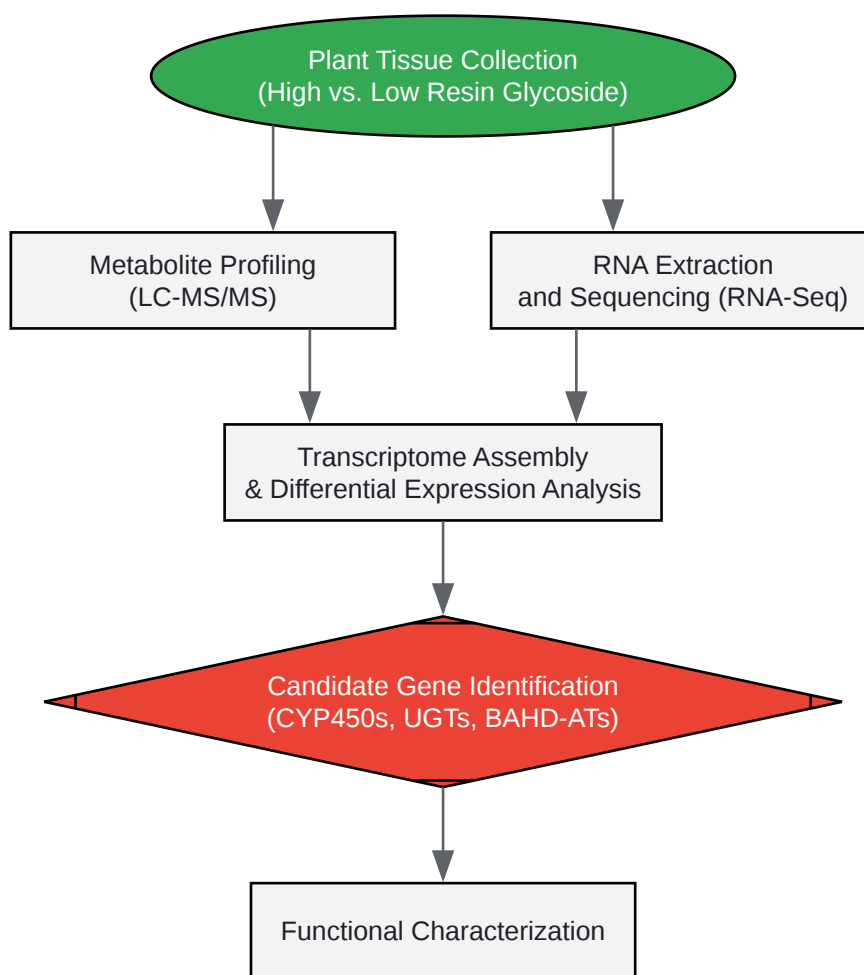 Plant Tissue Collection
(High vs. Low Resin Glycoside)
Metabolite Profiling
(LC-MS/MS)
RNA Extraction
and Sequencing (RNA-Seq)
Transcriptome Assembly
& Differential Expression Analysis
Candidate Gene Identification
(CYP450s, UGTs, BAHD-ATs)
Functional Characterization